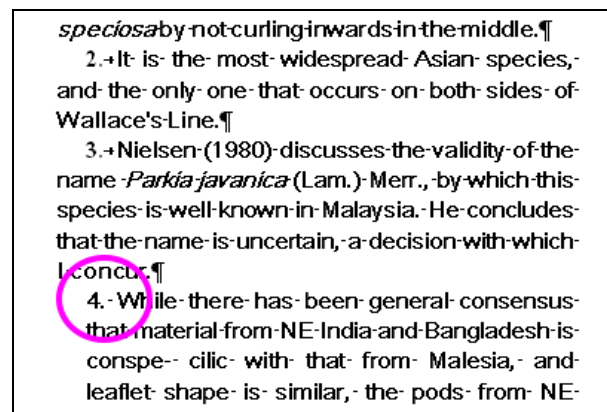 speciosa by not curling inwards in the middle.¶
2.→It is the most widespread Asian species,
and the only one that occurs on both sides of
Wallace's Line.¶
3.→Nielsen (1980) discusses the validity of the
name Parkia javanica (Lam.) Merr., by which this
species is well known in Malaysia. He concludes
that the name is uncertain, a decision with which
I concur.¶
4. While there has been general consensus
that material from NE India and Bangladesh is
conspe- cilic with that from Malesia, and
leaflet shape is similar, the pods from NE